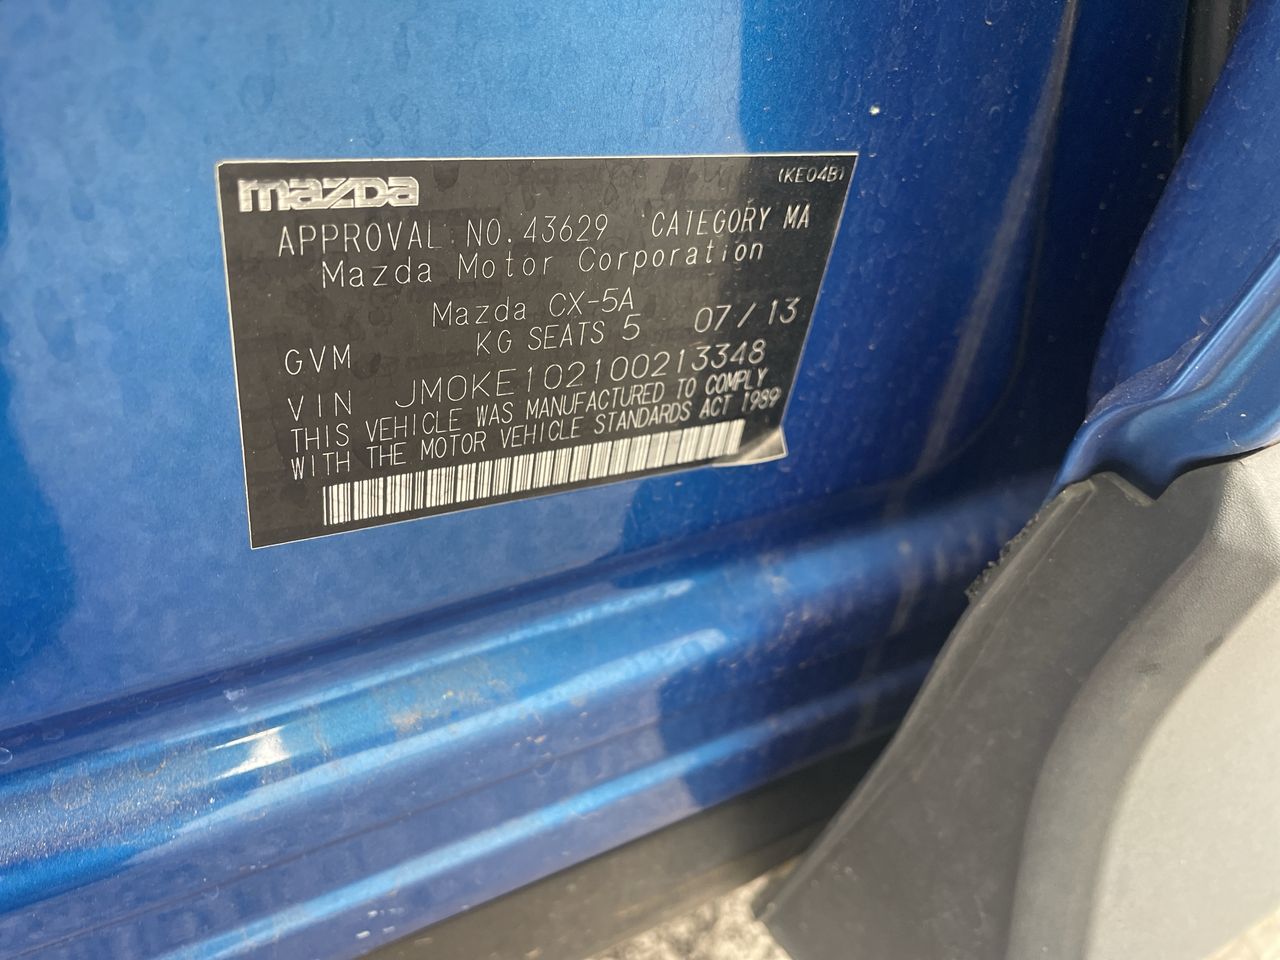 mazda (KE04B)
APPROVAL NO. 43629 CATEGORY MA
Mazda Motor Corporation
Mazda CX-5A 07/13
GVM KG SEATS 5
VIN JM0KE102100213348
THIS VEHICLE WAS MANUFACTURED TO COMPLY
WITH THE MOTOR VEHICLE STANDARDS ACT 1989